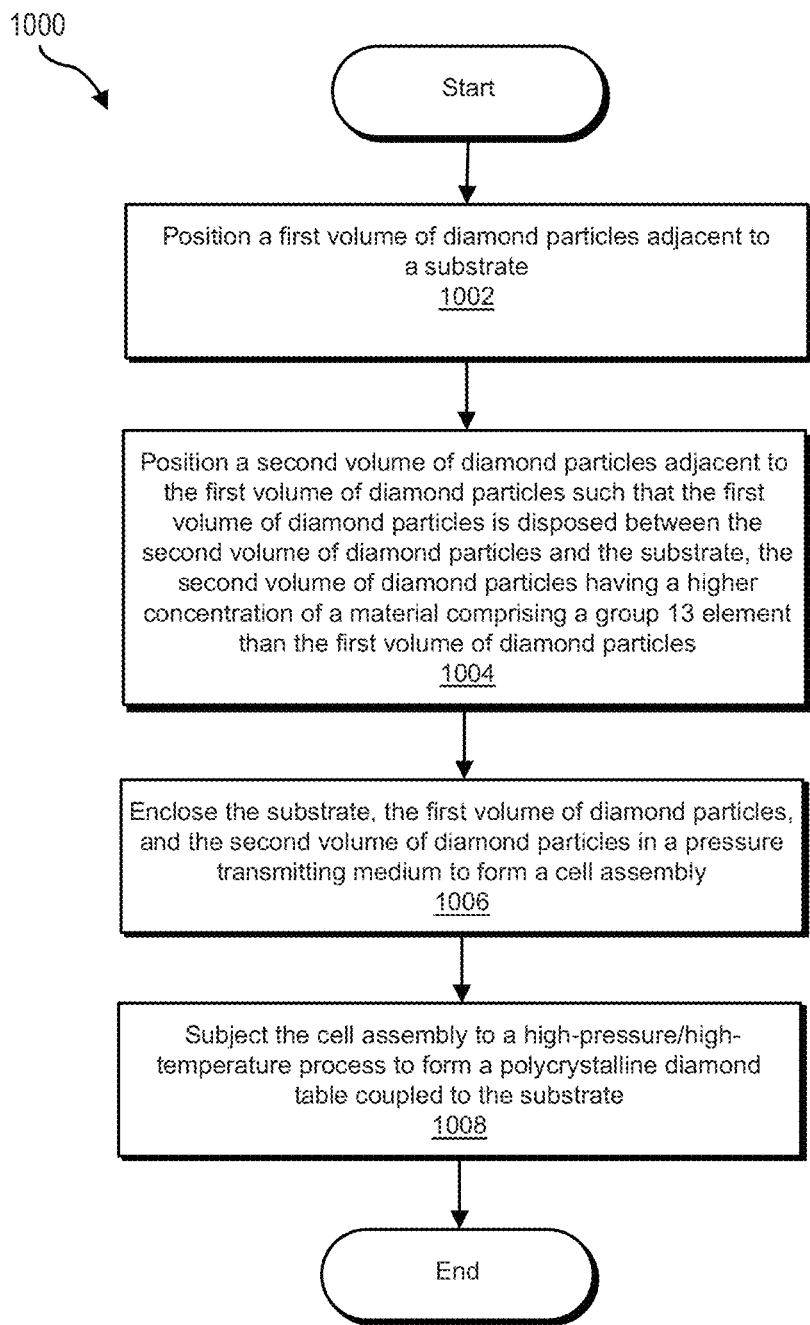 1000
Start
Position a first volume of diamond particles adjacent to
a substrate
1002
Position a second volume of diamond particles adjacent to
the first volume of diamond particles such that the first
volume of diamond particles is disposed between the
second volume of diamond particles and the substrate, the
second volume of diamond particles having a higher
concentration of a material comprising a group 13 element
than the first volume of diamond particles
1004
Enclose the substrate, the first volume of diamond particles,
and the second volume of diamond particles in a pressure
transmitting medium to form a cell assembly
1006
Subject the cell assembly to a high-pressure/high-
temperature process to form a polycrystalline diamond
table coupled to the substrate
1008
End